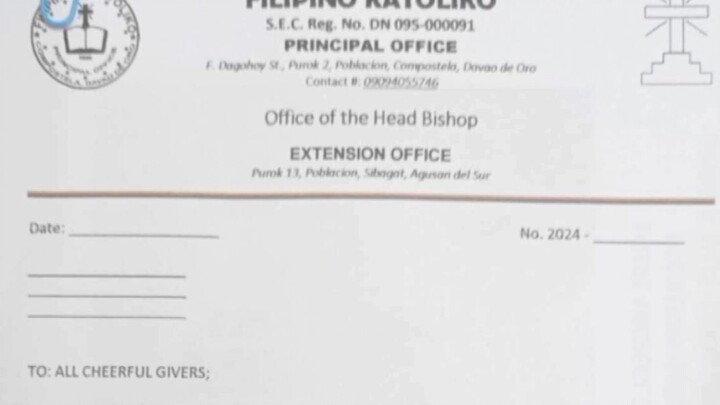 FILIPINO KATOLIKO
S.E.C. Reg. No. DN 095-000091
PRINCIPAL OFFICE
F. Dagohoy St., Purok 2, Poblacion, Compostela, Davao de Oro
Contact #: 09094055746
Office of the Head Bishop
EXTENSION OFFICE
Purok 13, Poblacion, Sibagat, Agusan del Sur
Date: ____________________
No. 2024 - ____________
TO: ALL CHEERFUL GIVERS;